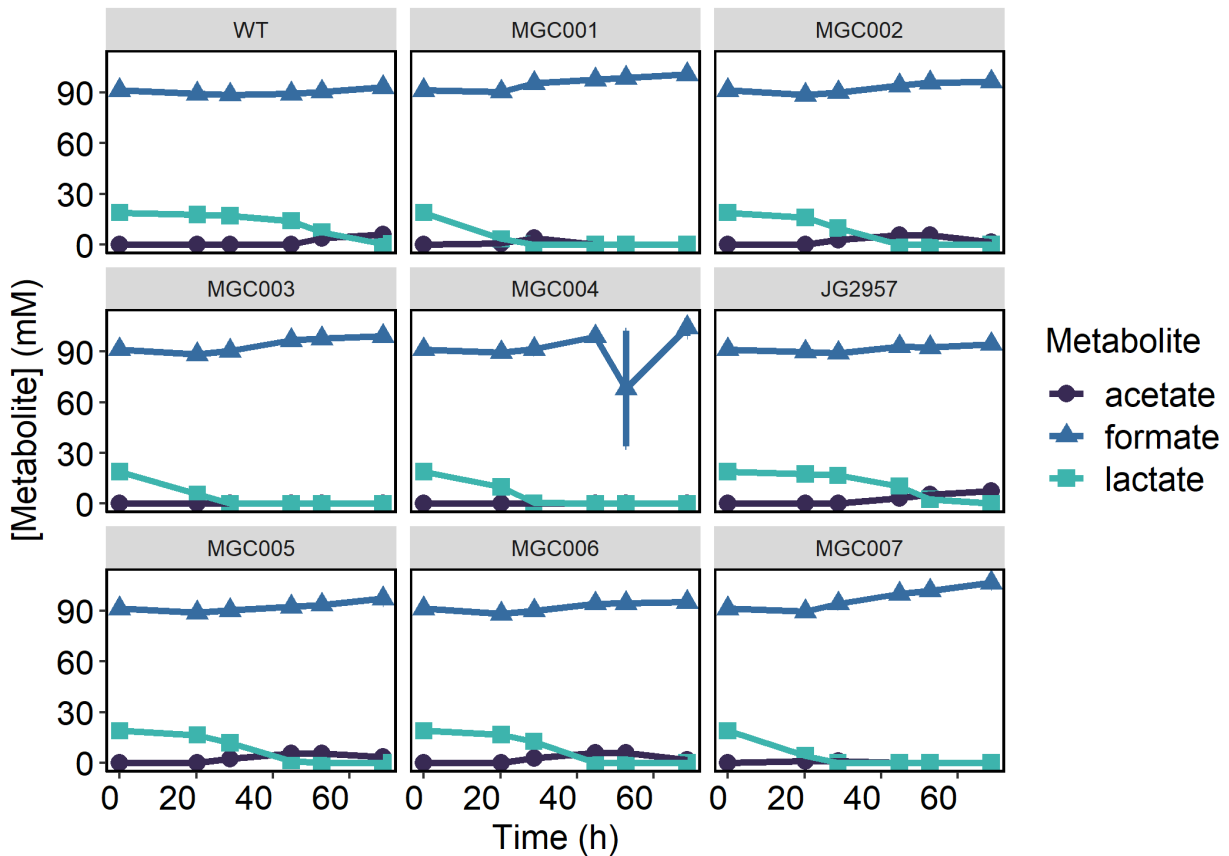 WT MGC001 MGC002
90
60
30
0
MGC003 MGC004 JG2957
90
60
30
0
MGC005 MGC006 MGC007
90
60
30
0
0 20 40 60 0 20 40 60 0 20 40 60
[Metabolite] (mM)
Time (h)
Metabolite
acetate
formate
lactate